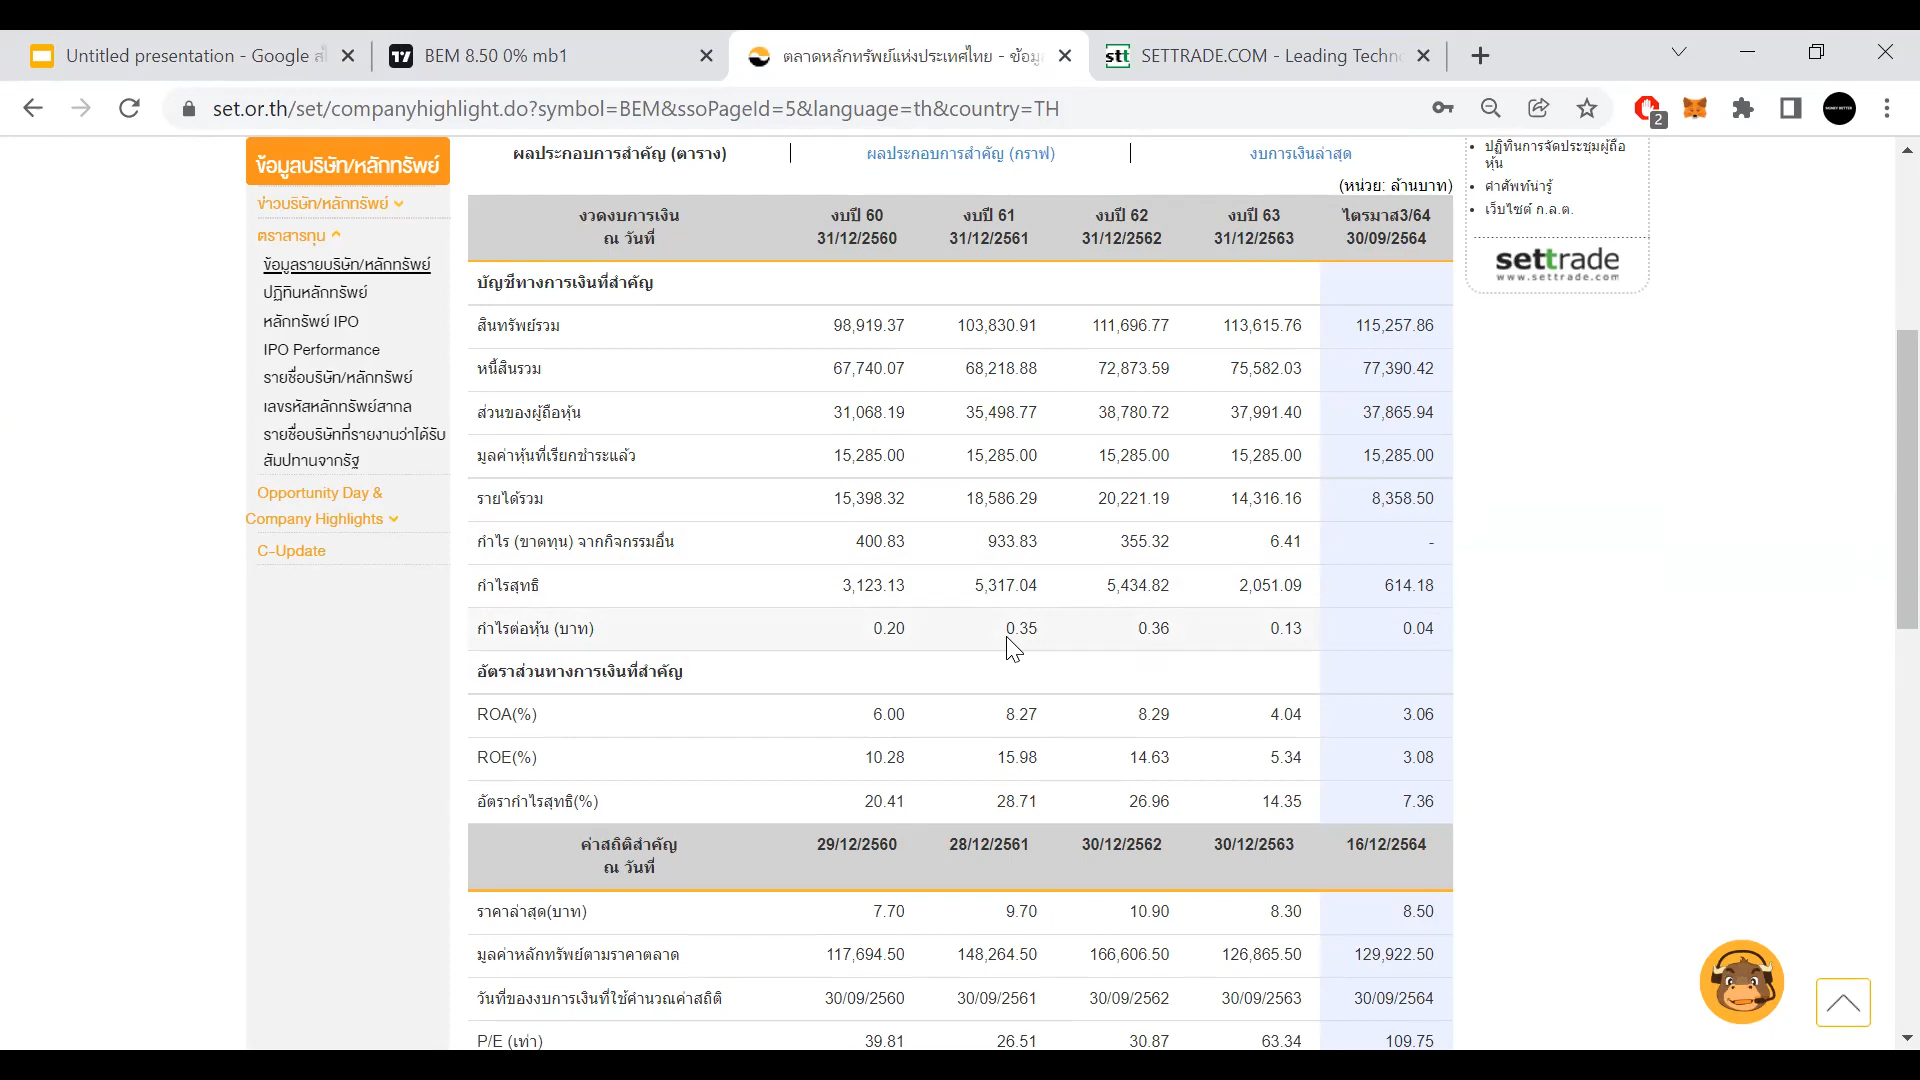 Untitled presentation - Google ส
BEM 8.50 0% mb1
ตลาดหลักทรัพย์แห่งประเทศไทย - ข้อมู
stt SETTRADE.COM - Leading Techn
set.or.th/set/companyhighlight.do?symbol=BEM&ssoPageId=5&language=th&country=TH
2
ข้อมูลบริษัท/หลักทรัพย์
ข่าวบริษัท/หลักทรัพย์
ตราสารทุน
ข้อมูลรายบริษัท/หลักทรัพย์
ปฏิทินหลักทรัพย์
หลักทรัพย์ IPO
IPO Performance
รายชื่อบริษัท/หลักทรัพย์
เลขรหัสหลักทรัพย์สากล
รายชื่อบริษัทที่รายงานว่าได้รับ
สัมปทานจากรัฐ
Opportunity Day &
Company Highlights
C-Update
ผลประกอบการสำคัญ (ตาราง) | ผลประกอบการสำคัญ (กราฟ) | งบการเงินล่าสุด
(หน่วย: ล้านบาท)
งวดงบการเงิน งบปี 60 งบปี 61 งบปี 62 งบปี 63 ไตรมาส3/64
ณ วันที่ 31/12/2560 31/12/2561 31/12/2562 31/12/2563 30/09/2564
บัญชีทางการเงินที่สำคัญ
สินทรัพย์รวม 98,919.37 103,830.91 111,696.77 113,615.76 115,257.86
หนี้สินรวม 67,740.07 68,218.88 72,873.59 75,582.03 77,390.42
ส่วนของผู้ถือหุ้น 31,068.19 35,498.77 38,780.72 37,991.40 37,865.94
มูลค่าหุ้นที่เรียกชำระแล้ว 15,285.00 15,285.00 15,285.00 15,285.00 15,285.00
รายได้รวม 15,398.32 18,586.29 20,221.19 14,316.16 8,358.50
กำไร (ขาดทุน) จากกิจกรรมอื่น 400.83 933.83 355.32 6.41 -
กำไรสุทธิ 3,123.13 5,317.04 5,434.82 2,051.09 614.18
กำไรต่อหุ้น (บาท) 0.20 0.35 0.36 0.13 0.04
อัตราส่วนทางการเงินที่สำคัญ
ROA(%) 6.00 8.27 8.29 4.04 3.06
ROE(%) 10.28 15.98 14.63 5.34 3.08
อัตรากำไรสุทธิ(%) 20.41 28.71 26.96 14.35 7.36
ค่าสถิติสำคัญ 29/12/2560 28/12/2561 30/12/2562 30/12/2563 16/12/2564
ณ วันที่
ราคาล่าสุด(บาท) 7.70 9.70 10.90 8.30 8.50
มูลค่าหลักทรัพย์ตามราคาตลาด 117,694.50 148,264.50 166,606.50 126,865.50 129,922.50
วันที่ของงบการเงินที่ใช้คำนวณค่าสถิติ 30/09/2560 30/09/2561 30/09/2562 30/09/2563 30/09/2564
P/E (เท่า) 39.81 26.51 30.87 63.34 109.75
ปฏิทินการจัดประชุมผู้ถือ
หุ้น
คำศัพท์น่ารู้
เว็บไซต์ ก.ล.ต.
settrade
www.settrade.com